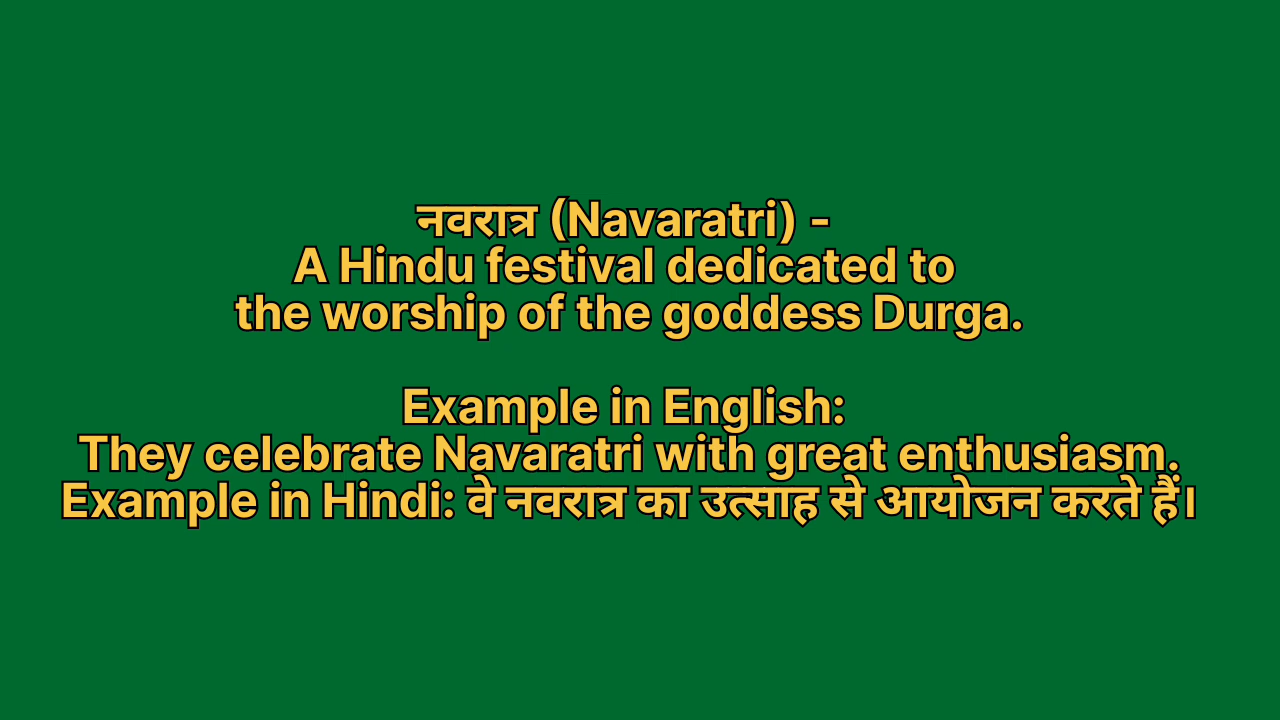 नवरात्र (Navaratri) -
A Hindu festival dedicated to
the worship of the goddess Durga.
Example in English:
They celebrate Navaratri with great enthusiasm.
Example in Hindi: वे नवरात्र का उत्साह से आयोजन करते हैं।